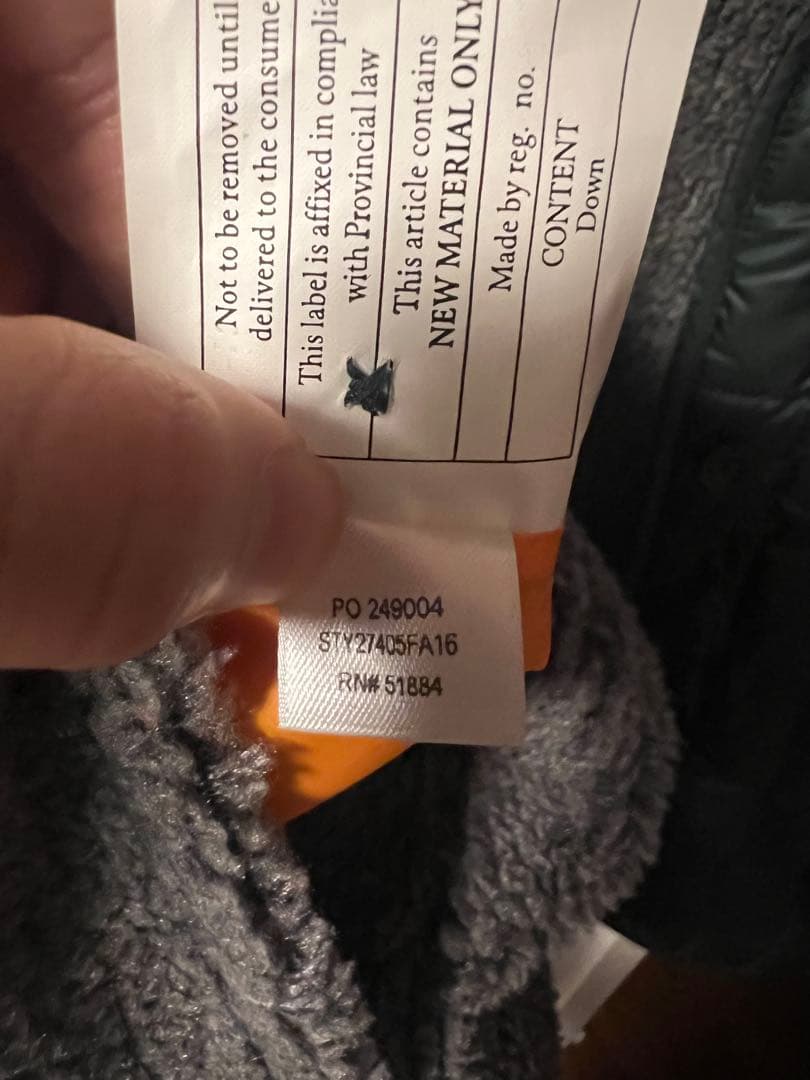 Not to be removed until
delivered to the consume
This label is affixed in complia
with Provincial law
This article contains
NEW MATERIAL ONLY
Made by reg. no.
CONTENT
Down
PO 249004
STY27405FA16
RN# 51884